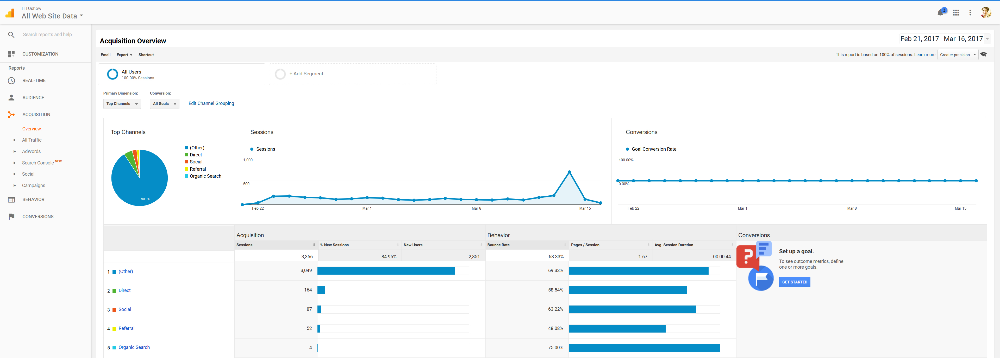 ITTOshow
All Web Site Data
3
Search reports and help
CUSTOMIZATION
Reports
REAL-TIME
AUDIENCE
ACQUISITION
Overview
All Traffic
AdWords
Search Console NEW
Social
Campaigns
BEHAVIOR
CONVERSIONS
Acquisition Overview
Feb 21, 2017 - Mar 16, 2017
Email Export Shortcut
This report is based on 100% of sessions. Learn more Greater precision
All Users
100.00% Sessions
+ Add Segment
Primary Dimension: Conversion:
Top Channels All Goals Edit Channel Grouping
Top Channels
(Other)
Direct
Social
Referral
Organic Search
90.9%
Sessions
Sessions
1,000
500
Feb 22 Mar 1 Mar 8 Mar 15
Conversions
Goal Conversion Rate
100.00%
0.00%
Feb 22 Mar 1 Mar 8 Mar 15
Acquisition Behavior Conversions
Sessions % New Sessions New Users Bounce Rate Pages / Session Avg. Session Duration
3,356 84.95% 2,851 68.33% 1.67 00:00:44
1 (Other) 3,049 69.33%
2 Direct 164 58.54%
3 Social 87 63.22%
4 Referral 52 48.08%
5 Organic Search 4 75.00%
?
Set up a goal.
To see outcome metrics, define
one or more goals.
GET STARTED